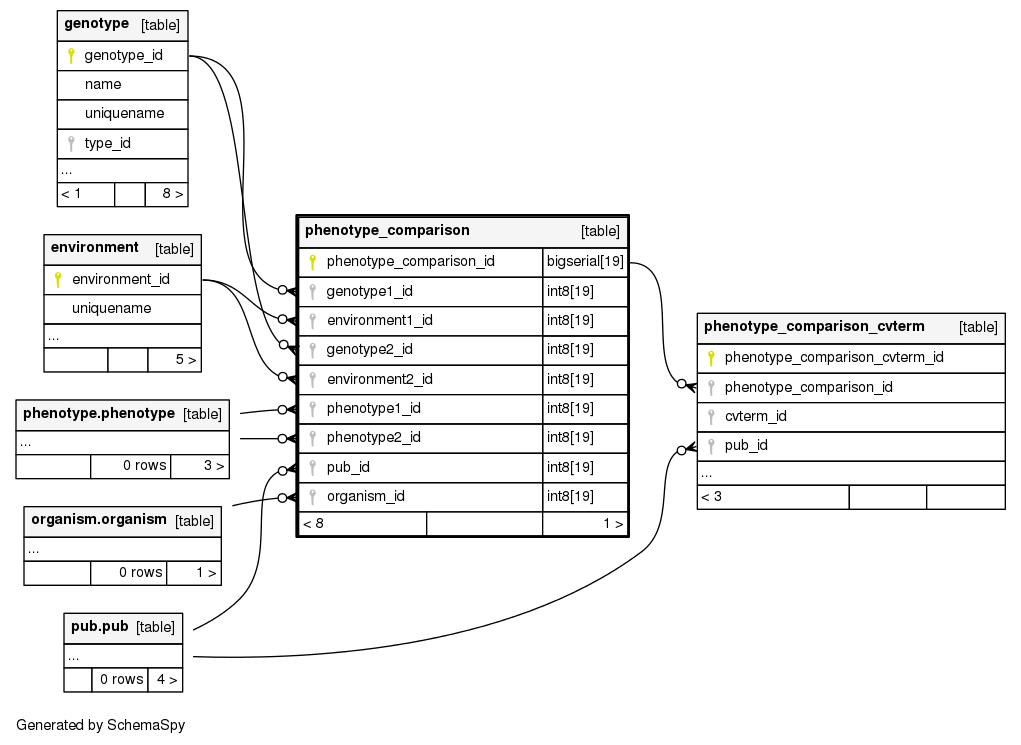 genotype [table]
genotype_id
name
uniquename
type_id
...
< 1 8 >
environment [table]
environment_id
uniquename
...
5 >
phenotype.phenotype [table]
...
0 rows 3 >
organism.organism [table]
...
0 rows 1 >
pub.pub [table]
...
0 rows 4 >
phenotype_comparison [table]
phenotype_comparison_id bigserial[19]
genotype1_id int8[19]
environment1_id int8[19]
genotype2_id int8[19]
environment2_id int8[19]
phenotype1_id int8[19]
phenotype2_id int8[19]
pub_id int8[19]
organism_id int8[19]
< 8 1 >
phenotype_comparison_cvterm [table]
phenotype_comparison_cvterm_id
phenotype_comparison_id
cvterm_id
pub_id
...
< 3
Generated by SchemaSpy